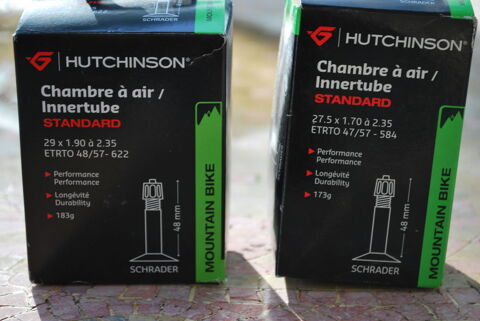 SCHRADER
HUTCHINSON®
Chambre à air /
Innertube
STANDARD
29 x 1.90 à 2.35
ETRTO 48/57 - 622
Performance
Performance
Longévité
Durability
183g
48 mm
SCHRADER
MOUNTAIN BIKE
SCHRADER
HUTCHINSON®
Chambre à air /
Innertube
STANDARD
27.5 x 1.70 à 2.35
ETRTO 47/57 - 584
Performance
Performance
Longévité
Durability
173g
48 mm
SCHRADER
MOUNTAIN BIKE